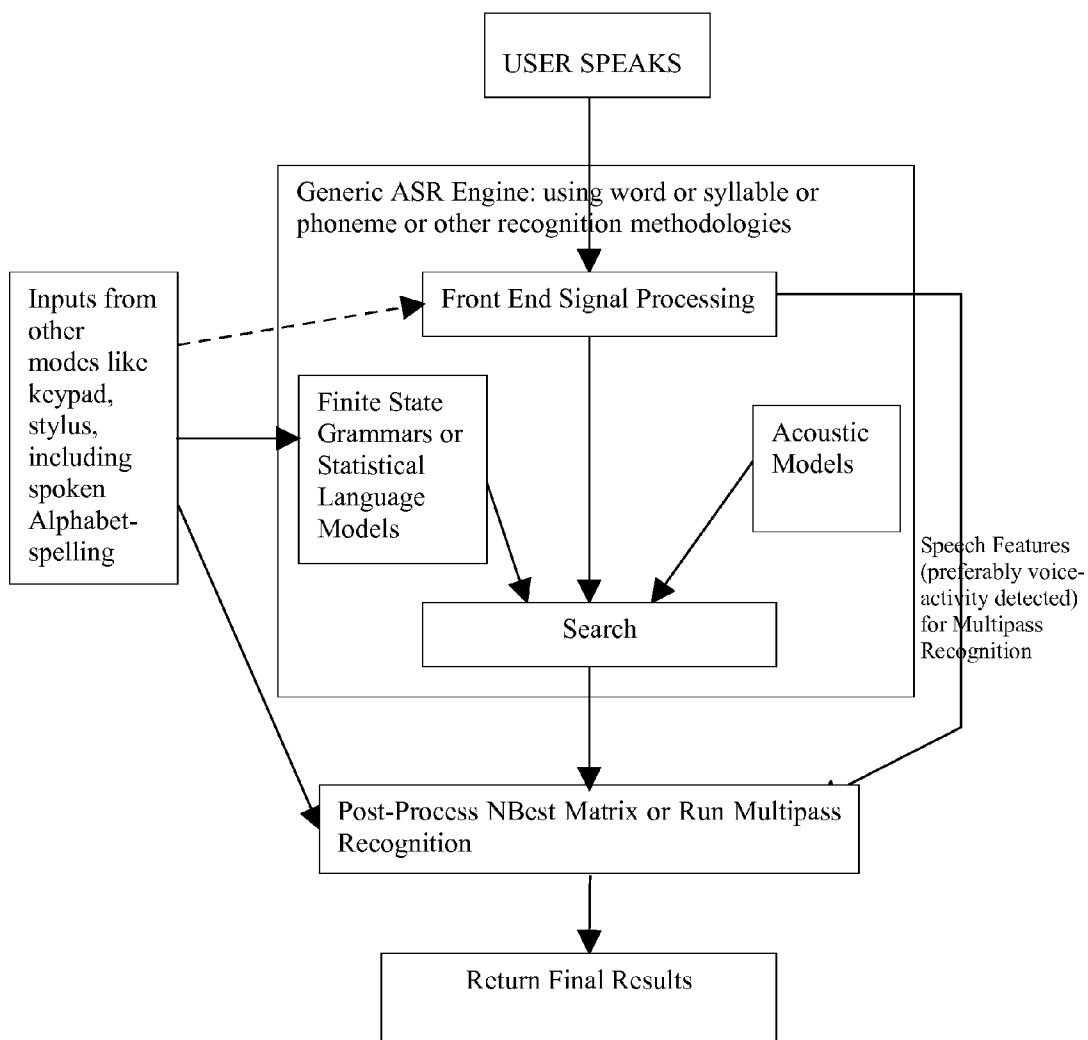 USER SPEAKS
Generic ASR Engine: using word or syllable or
phoneme or other recognition methodologies
Front End Signal Processing
Inputs from
other
modes like
keypad,
stylus,
including
spoken
Alphabet-
spelling
Finite State
Grammars or
Statistical
Language
Models
Acoustic
Models
Speech Features
(preferably voice-
activity detected)
for Multipass
Recognition
Search
Post-Process NBest Matrix or Run Multipass
Recognition
Return Final Results